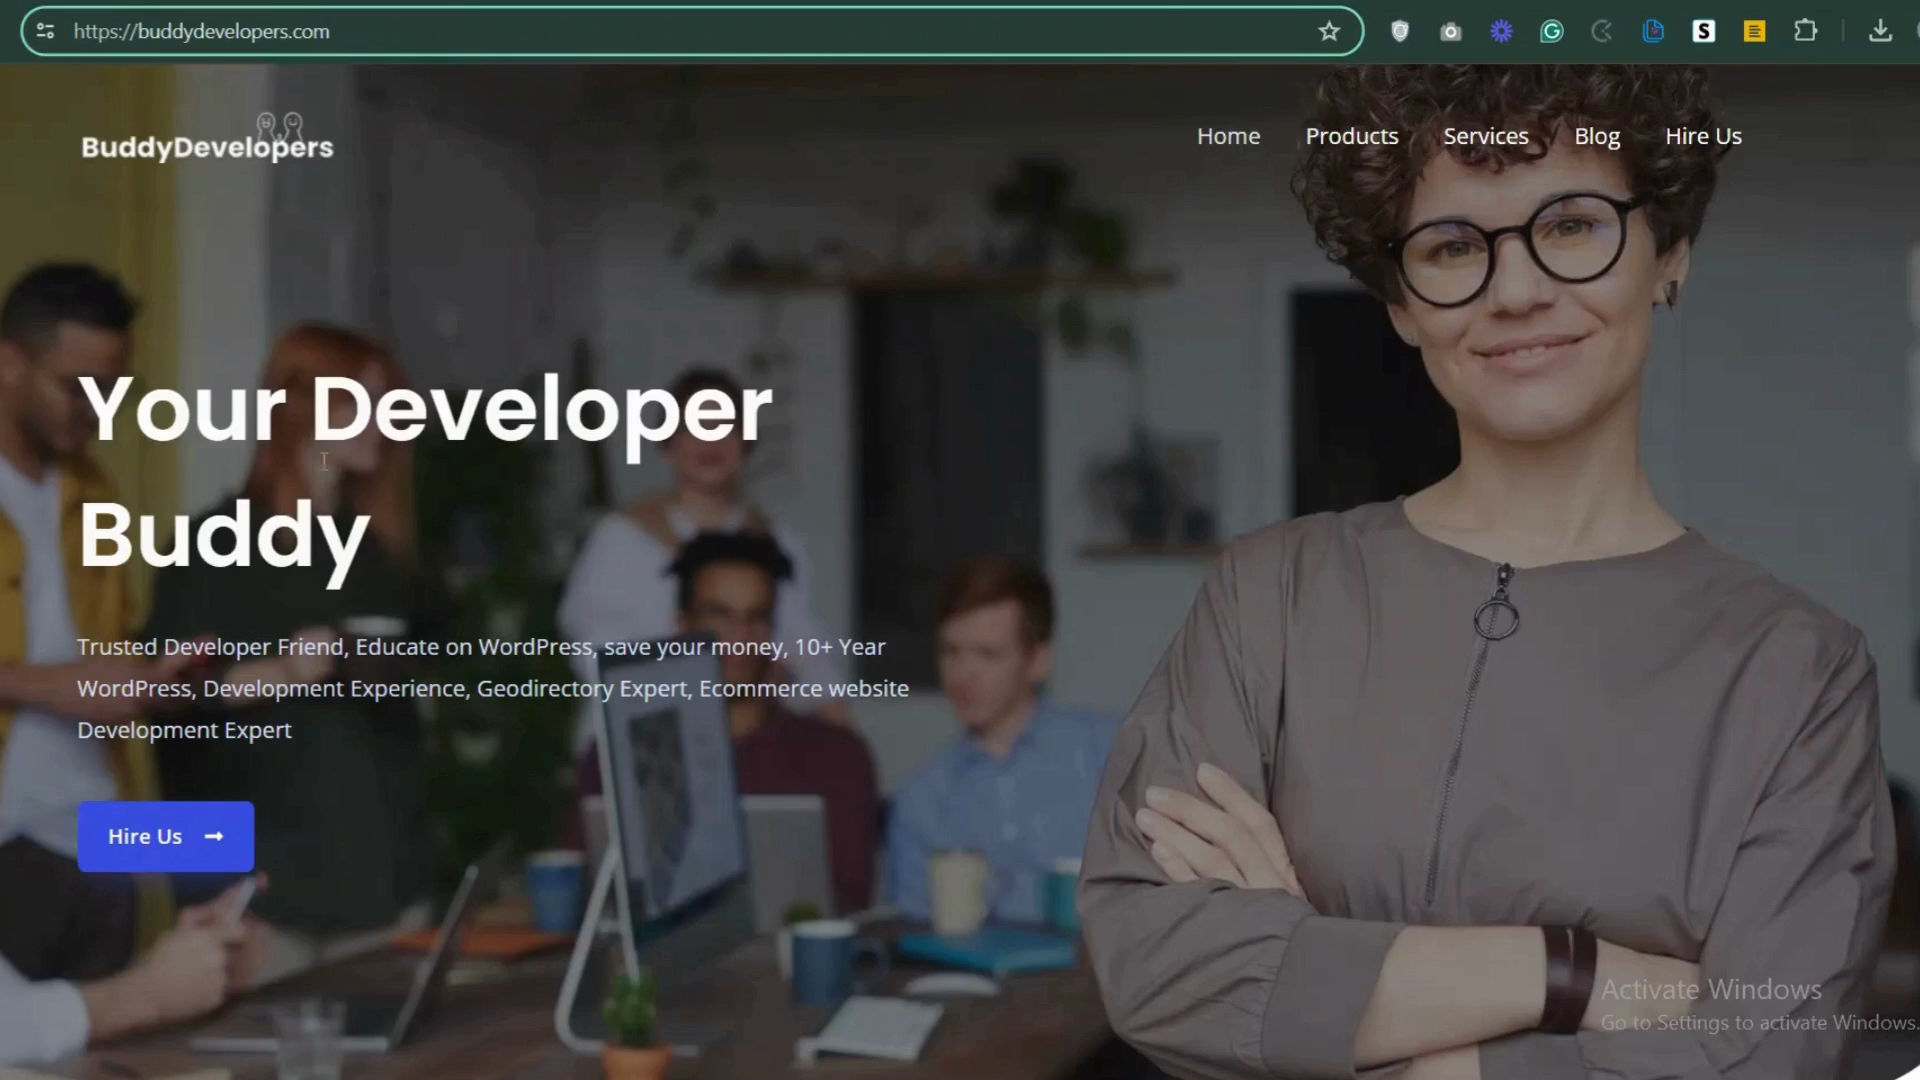 https://buddydevelopers.com
BuddyDevelopers
Home Products Services Blog Hire Us
Your Developer
Buddy
Trusted Developer Friend, Educate on WordPress, save your money, 10+ Year
WordPress, Development Experience, Geodirectory Expert, Ecommerce website
Development Expert
Hire Us
Activate Windows
Go to Settings to activate Windows.